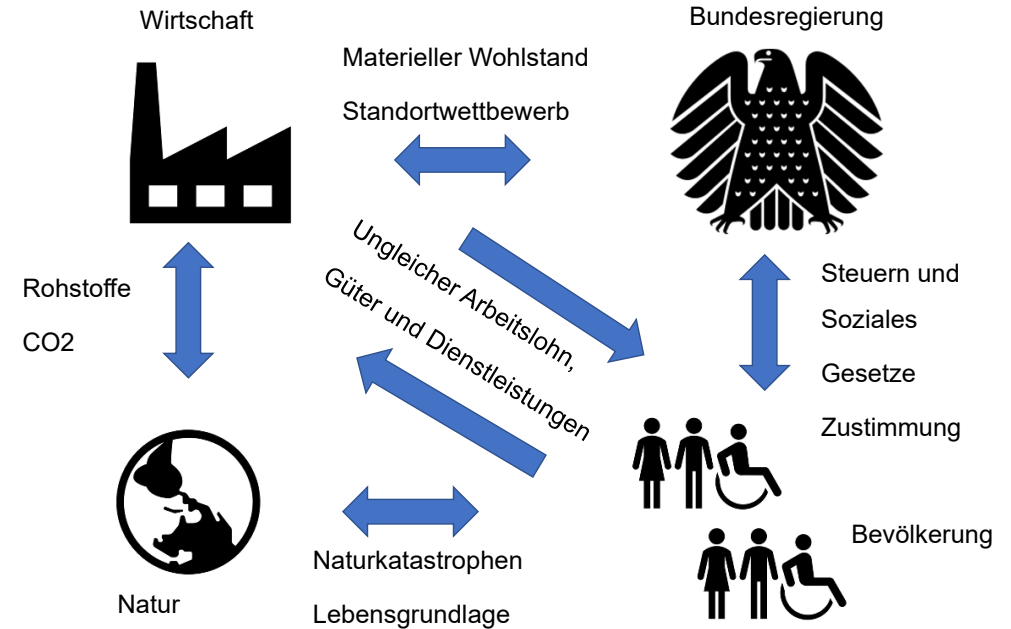 Wirtschaft
Bundesregierung
Materieller Wohlstand
Standortwettbewerb
Ungleicher Arbeitslohn,
Güter und Dienstleistungen
Rohstoffe
CO2
Steuern und
Soziales
Gesetze
Zustimmung
Bevölkerung
Naturkatastrophen
Lebensgrundlage
Natur